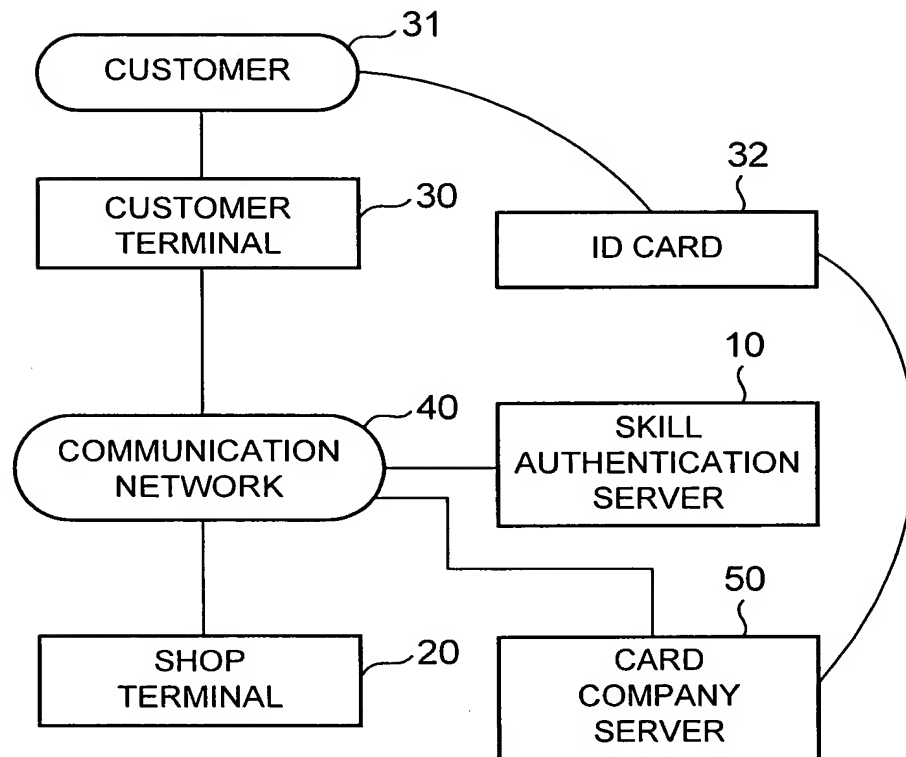 31
CUSTOMER
CUSTOMER
TERMINAL
30
32
ID CARD
40
COMMUNICATION
NETWORK
10
SKILL
AUTHENTICATION
SERVER
SHOP
TERMINAL
20
50
CARD
COMPANY
SERVER